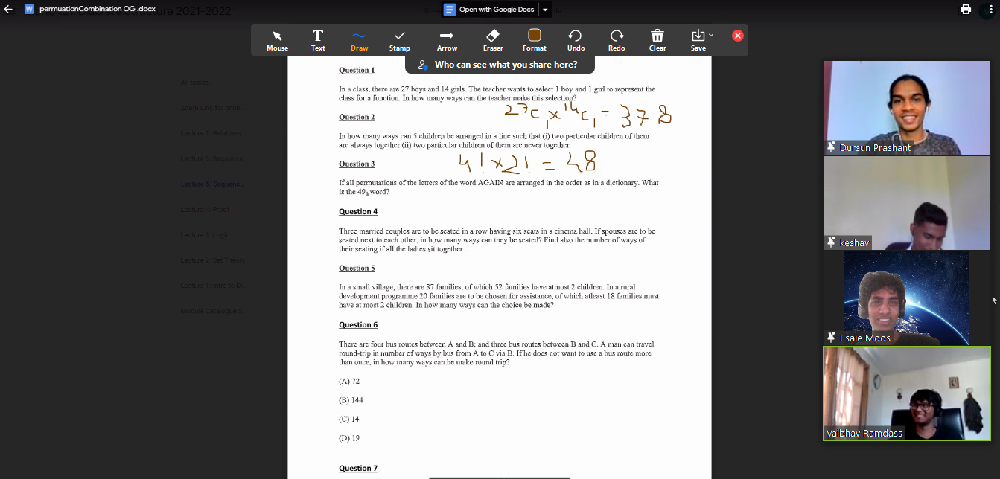 permuationCombination OG .docx
Structure 2021-2022
Open with Google Docs
Mouse Text Draw Stamp Arrow Eraser Format Undo Redo Clear Save
Who can see what you share here?
All topics
Lecture 7: Relations
Lecture 6: Sequence
Lecture 5: Sequenc...
Lecture 4: Proof
Lecture 3: Logic
Lecture 2: Set Theory
Lecture 1: Intro to Di...
Module Catalogue S
Question 1
In a class, there are 27 boys and 14 girls. The teacher wants to select 1 boy and 1 girl to represent the
class for a function. In how many ways can the teacher make this selection?
²⁷C₁ x ¹⁴C₁ = 378
Question 2
In how many ways can 5 children be arranged in a line such that (i) two particular children of them
are always together (ii) two particular children of them are never together.
4! x 2! = 48
Question 3
If all permutations of the letters of the word AGAIN are arranged in the order as in a dictionary. What
is the 49th word?
Question 4
Three married couples are to be seated in a row having six seats in a cinema hall. If spouses are to be
seated next to each other, in how many ways can they be seated? Find also the number of ways of
their seating if all the ladies sit together.
Question 5
In a small village, there are 87 families, of which 52 families have atmost 2 children. In a rural
development programme 20 families are to be chosen for assistance, of which atleast 18 families must
have at most 2 children. In how many ways can the choice be made?
Question 6
There are four bus routes between A and B; and three bus routes between B and C. A man can travel
round-trip in number of ways by bus from A to C via B. If he does not want to use a bus route more
than once, in how many ways can he make round trip?
(A) 72
(B) 144
(C) 14
(D) 19
Question 7
Dursun Prashant
keshav
Esaïe Moos
Vaibhav Ramdass